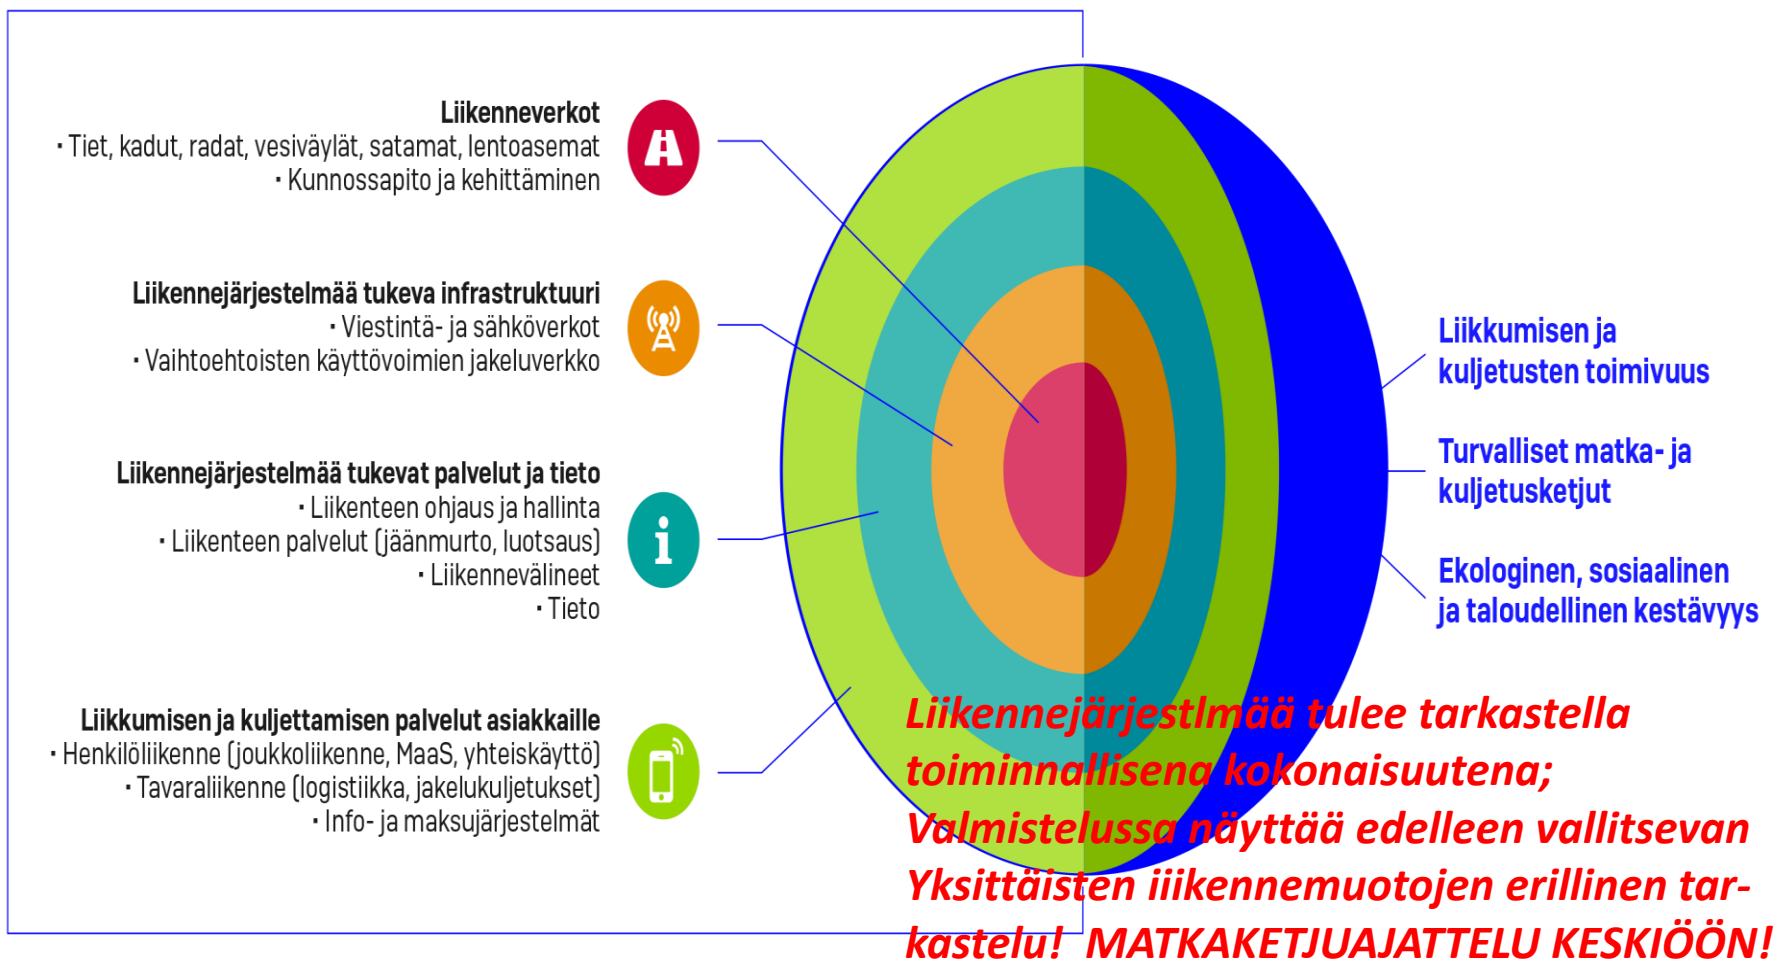 Liikenneverkot
· Tiet, kadut, radat, vesiväylät, satamat, lentoasemat
· Kunnossapito ja kehittäminen
Liikennejärjestelmää tukeva infrastruktuuri
· Viestintä- ja sähköverkot
· Vaihtoehtoisten käyttövoimien jakeluverkko
Liikennejärjestelmää tukevat palvelut ja tieto
· Liikenteen ohjaus ja hallinta
· Liikenteen palvelut (jäänmurto, luotsaus)
· Liikennevälineet
· Tieto
Liikkumisen ja kuljettamisen palvelut asiakkaille
· Henkilöliikenne (joukkoliikenne, MaaS, yhteiskäyttö)
· Tavaraliikenne (logistiikka, jakelukuljetukset)
· Info- ja maksujärjestelmät
Liikkumisen ja
kuljetusten toimivuus
Turvalliset matka- ja
kuljetusketjut
Ekologinen, sosiaalinen
ja taloudellinen kestävyys
Liikennejärjestlmää tulee tarkastella
toiminnallisena kokonaisuutena;
Valmistelussa näyttää edelleen vallitsevan
Yksittäisten iiikennemuotojen erillinen tar-
kastelu! MATKAKETJUAJATTELU KESKIÖÖN!